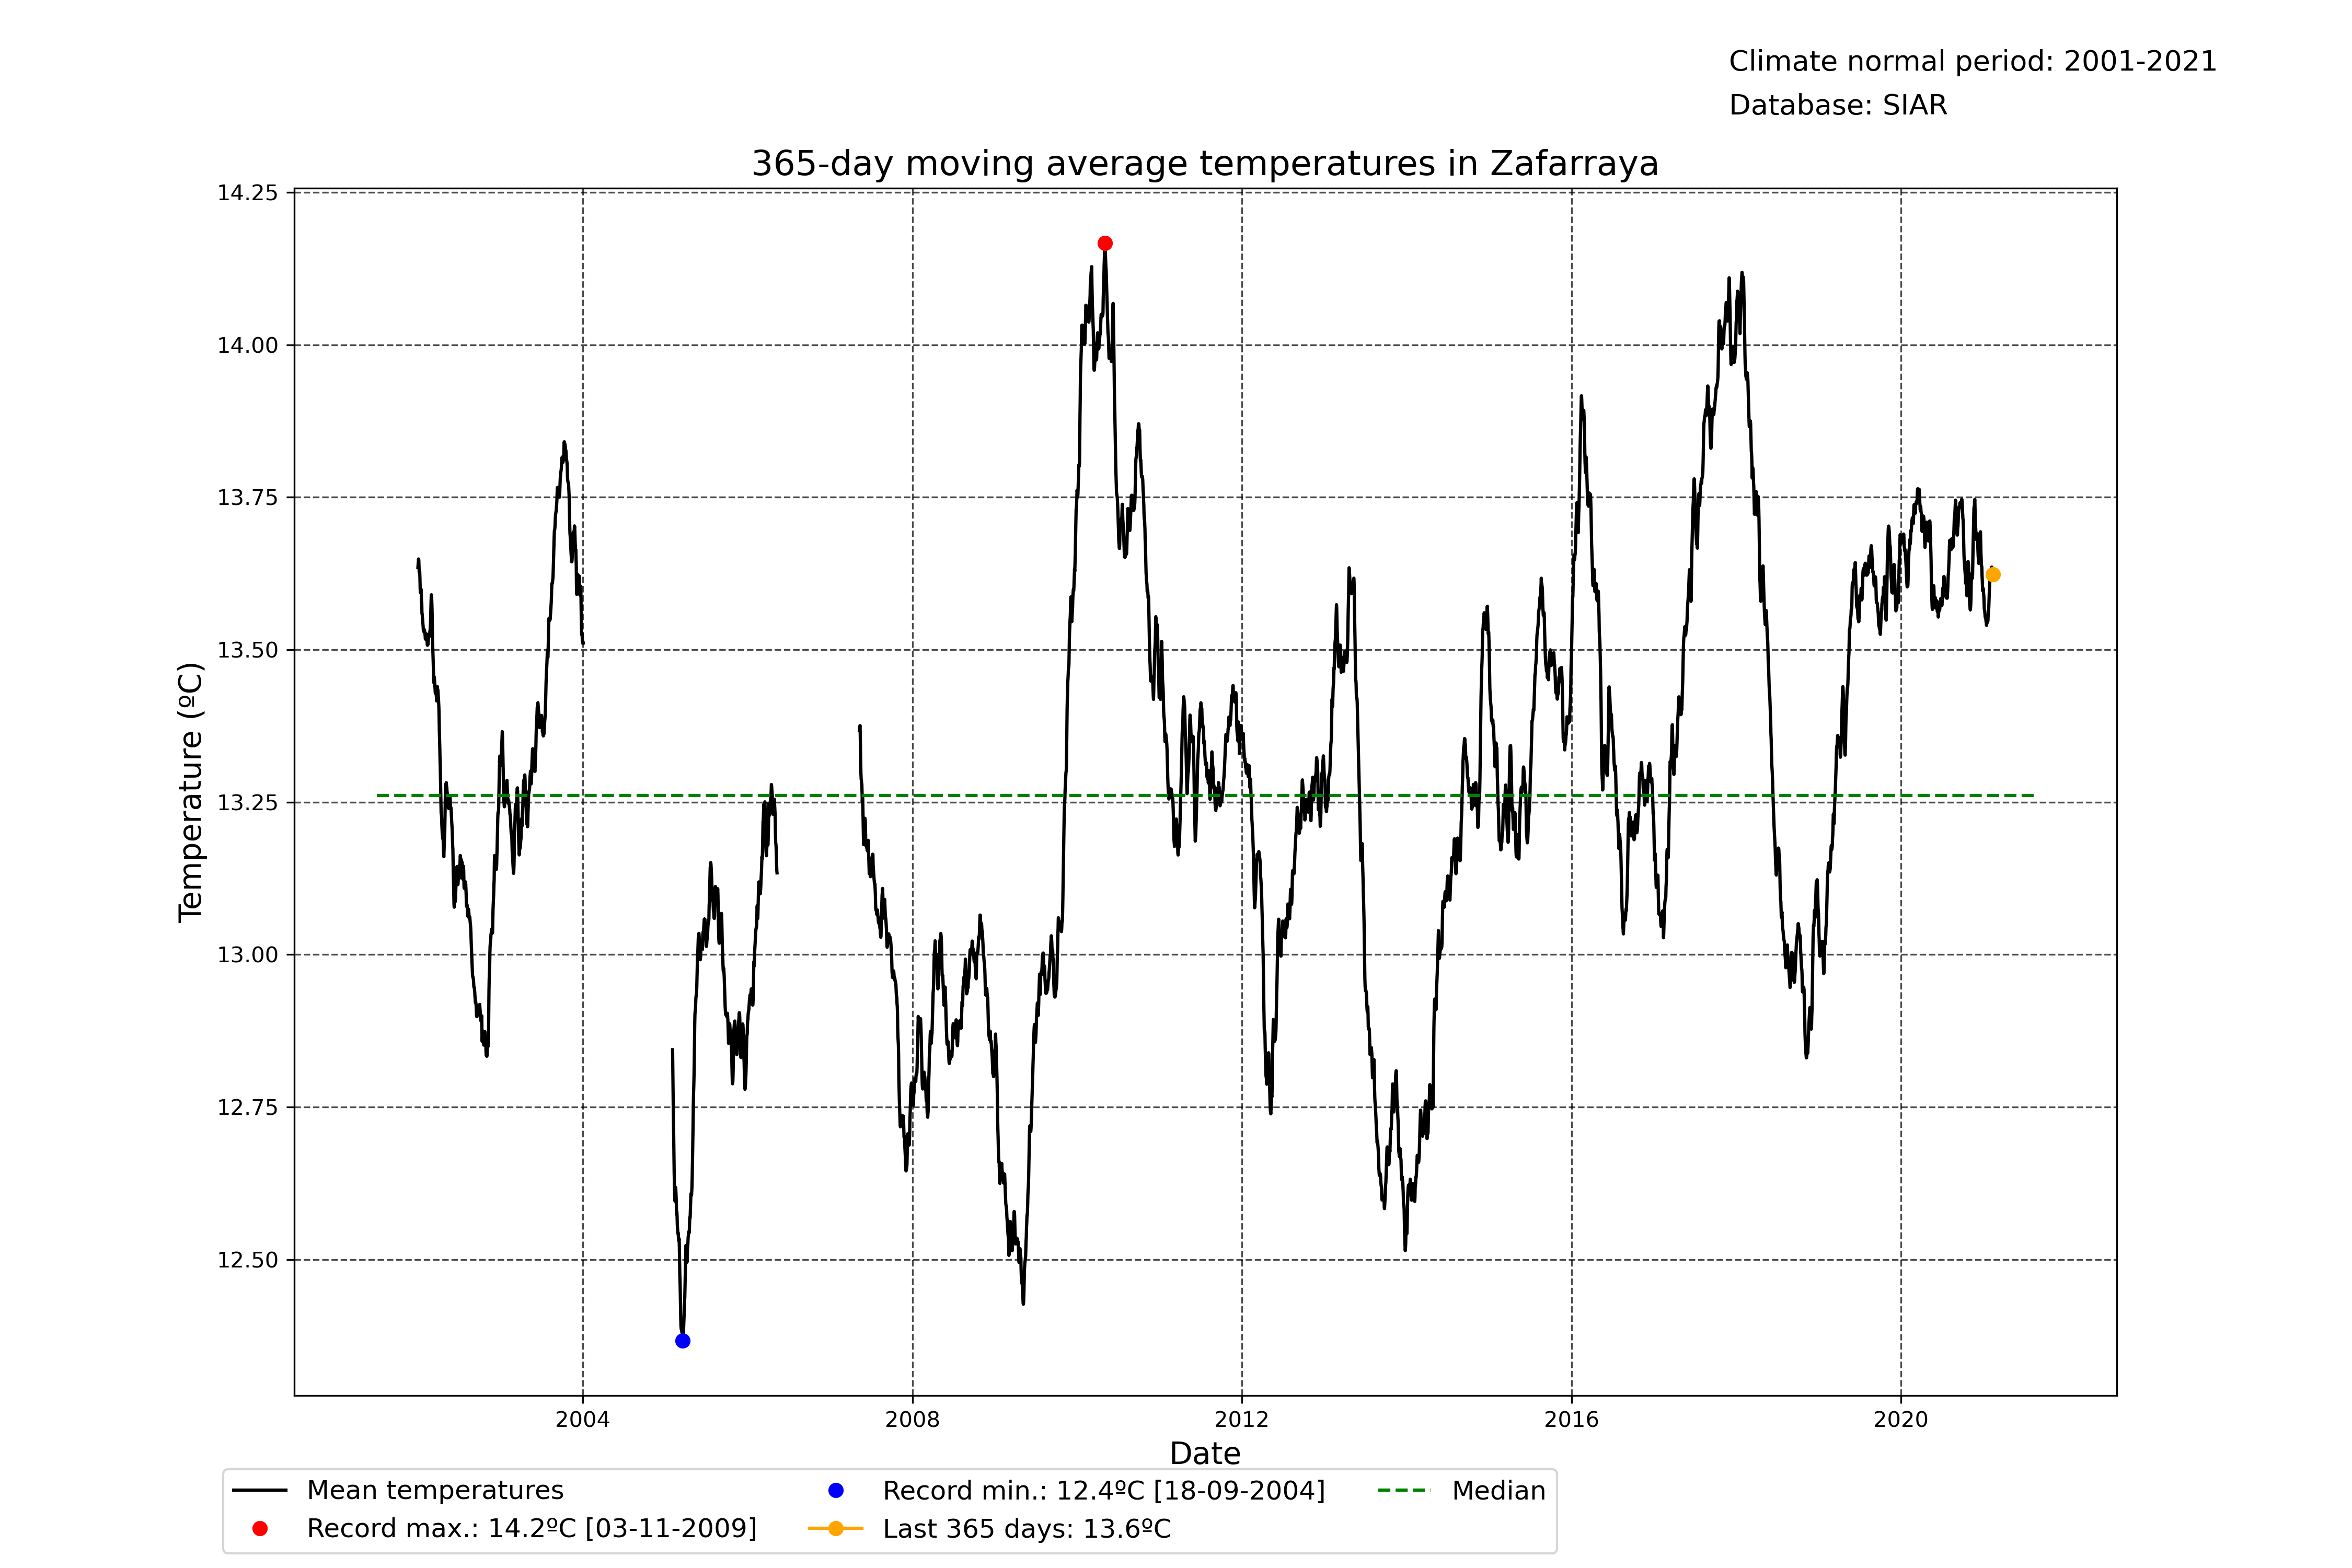 Climate normal period: 2001-2021
Database: SIAR
365-day moving average temperatures in Zafarraya
Temperature (ºC)
14.25
14.00
13.75
13.50
13.25
13.00
12.75
12.50
2004 2008 2012 2016 2020
Date
Mean temperatures
Record max.: 14.2ºC [03-11-2009]
Record min.: 12.4ºC [18-09-2004]
Last 365 days: 13.6ºC
Median